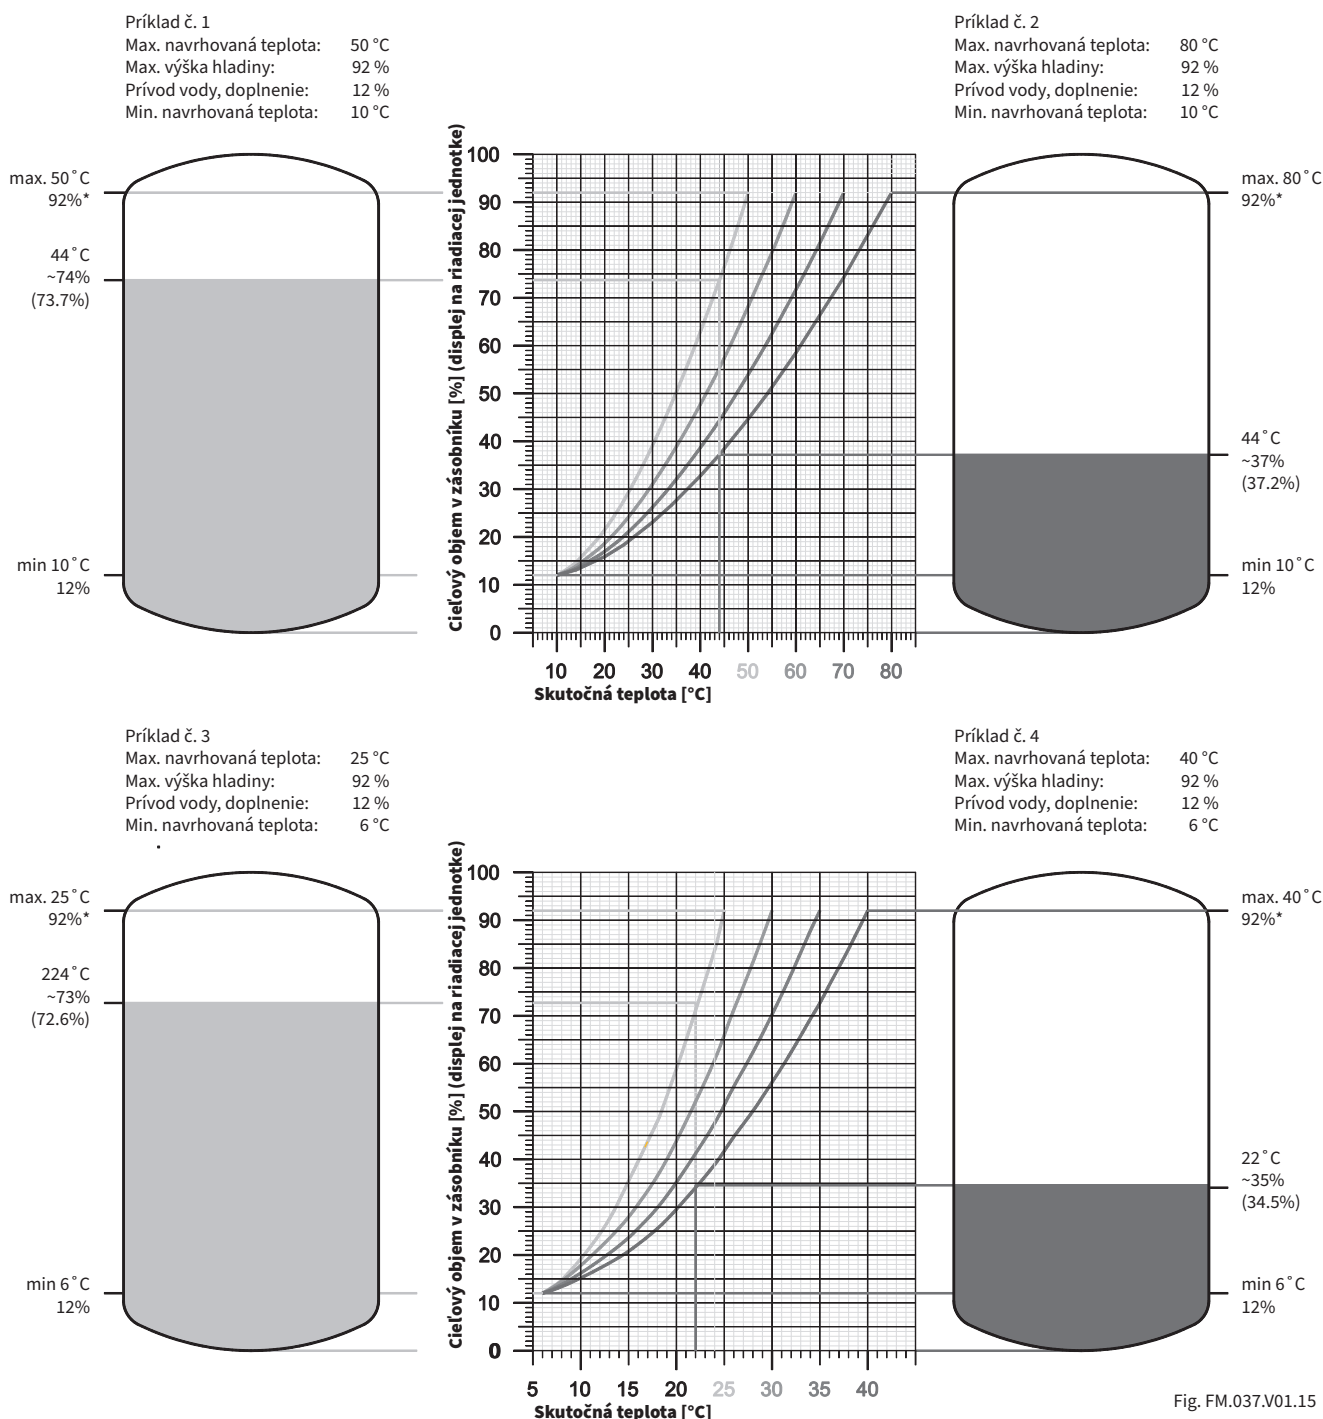 Príklad č. 1
Max. navrhovaná teplota: 50 °C
Max. výška hladiny: 92 %
Prívod vody, doplnenie: 12 %
Min. navrhovaná teplota: 10 °C
Príklad č. 2
Max. navrhovaná teplota: 80 °C
Max. výška hladiny: 92 %
Prívod vody, doplnenie: 12 %
Min. navrhovaná teplota: 10 °C
max. 50˚C
92%*
44˚C
~74%
(73.7%)
min 10˚C
12%
Cieľový objem v zásobníku [%] (displej na riadiacej jednotke)
100
90
80
70
60
50
40
30
20
10
0
10 20 30 40 50 60 70 80
Skutočná teplota [°C]
max. 80˚C
92%*
44˚C
~37%
(37.2%)
min 10˚C
12%
Príklad č. 3
Max. navrhovaná teplota: 25 °C
Max. výška hladiny: 92 %
Prívod vody, doplnenie: 12 %
Min. navrhovaná teplota: 6 °C
Príklad č. 4
Max. navrhovaná teplota: 40 °C
Max. výška hladiny: 92 %
Prívod vody, doplnenie: 12 %
Min. navrhovaná teplota: 6 °C
max. 25˚C
92%*
224˚C
~73%
(72.6%)
min 6˚C
12%
Cieľový objem v zásobníku [%] (displej na riadiacej jednotke)
100
90
80
70
60
50
40
30
20
10
0
5 10 15 20 25 30 35 40
Skutočná teplota [°C]
max. 40˚C
92%*
22˚C
~35%
(34.5%)
min 6˚C
12%
Fig. FM.037.V01.15